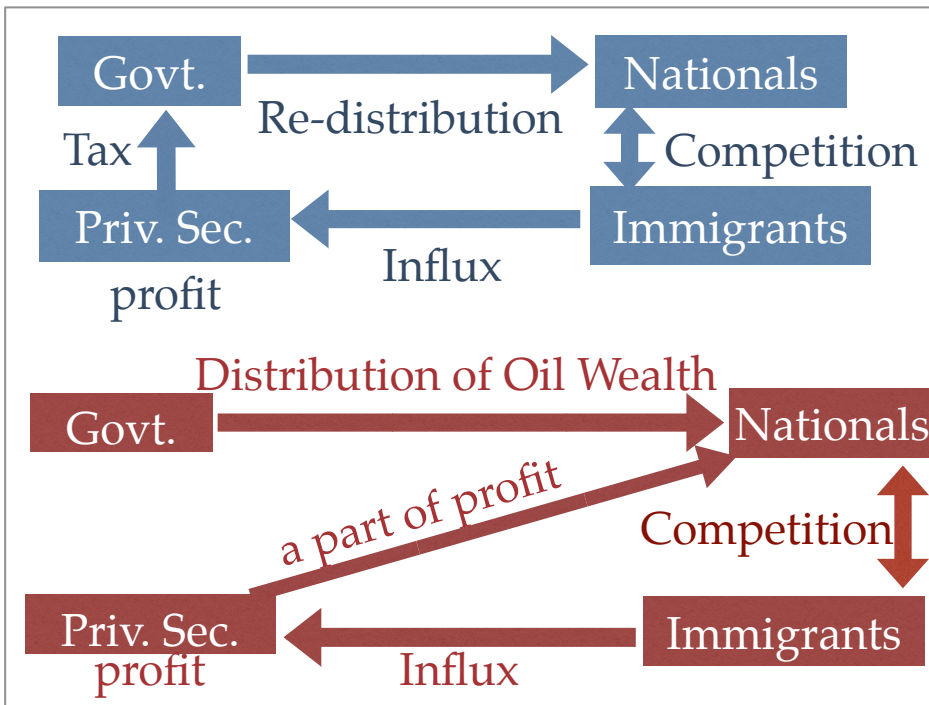 Govt.
Nationals
Re-distribution
Tax
Competition
Priv. Sec.
Immigrants
Influx
profit
Distribution of Oil Wealth
Govt.
Nationals
a part of profit
Competition
Priv. Sec.
Immigrants
profit
Influx